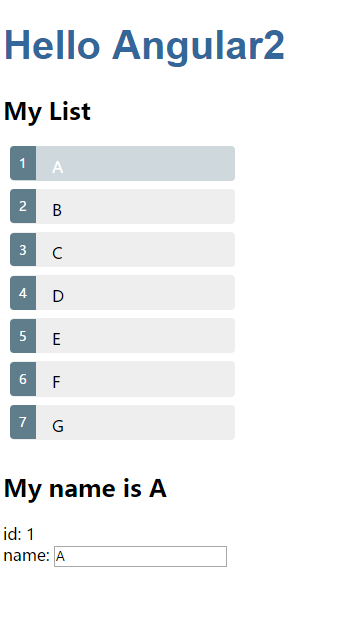 Hello Angular2
My List
1 A
2 B
3 C
4 D
5 E
6 F
7 G
My name is A
id: 1
name: A